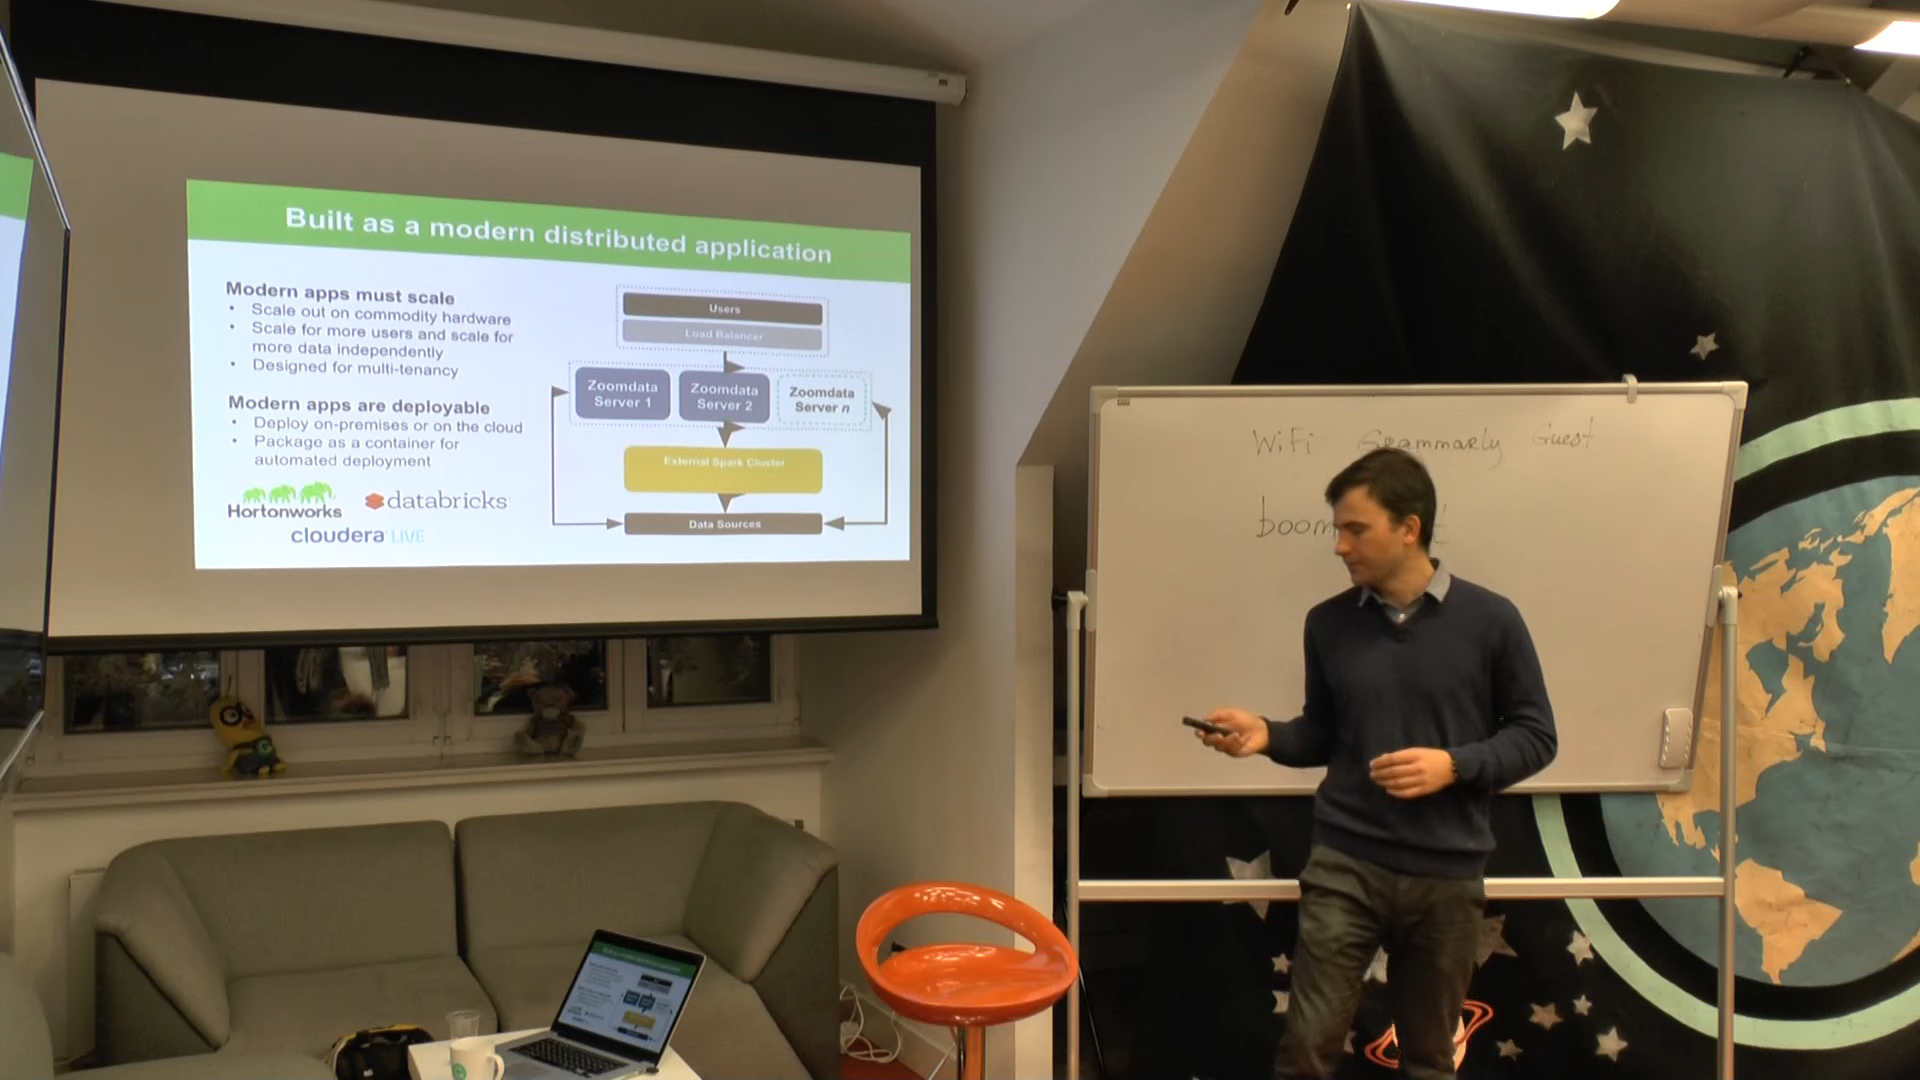 Built as a modern distributed application
Modern apps must scale
• Scale out on commodity hardware
• Scale for more users and scale for
more data independently
• Designed for multi-tenancy
Modern apps are deployable
• Deploy on-premises or on the cloud
• Package as a container for
automated deployment
Hortonworks
databricks
cloudera LIVE
Users
Load Balancer
Zoomdata
Server 1
Zoomdata
Server 2
Zoomdata
Server n
External Spark Cluster
Data Sources
WiFi Grammarly Guest